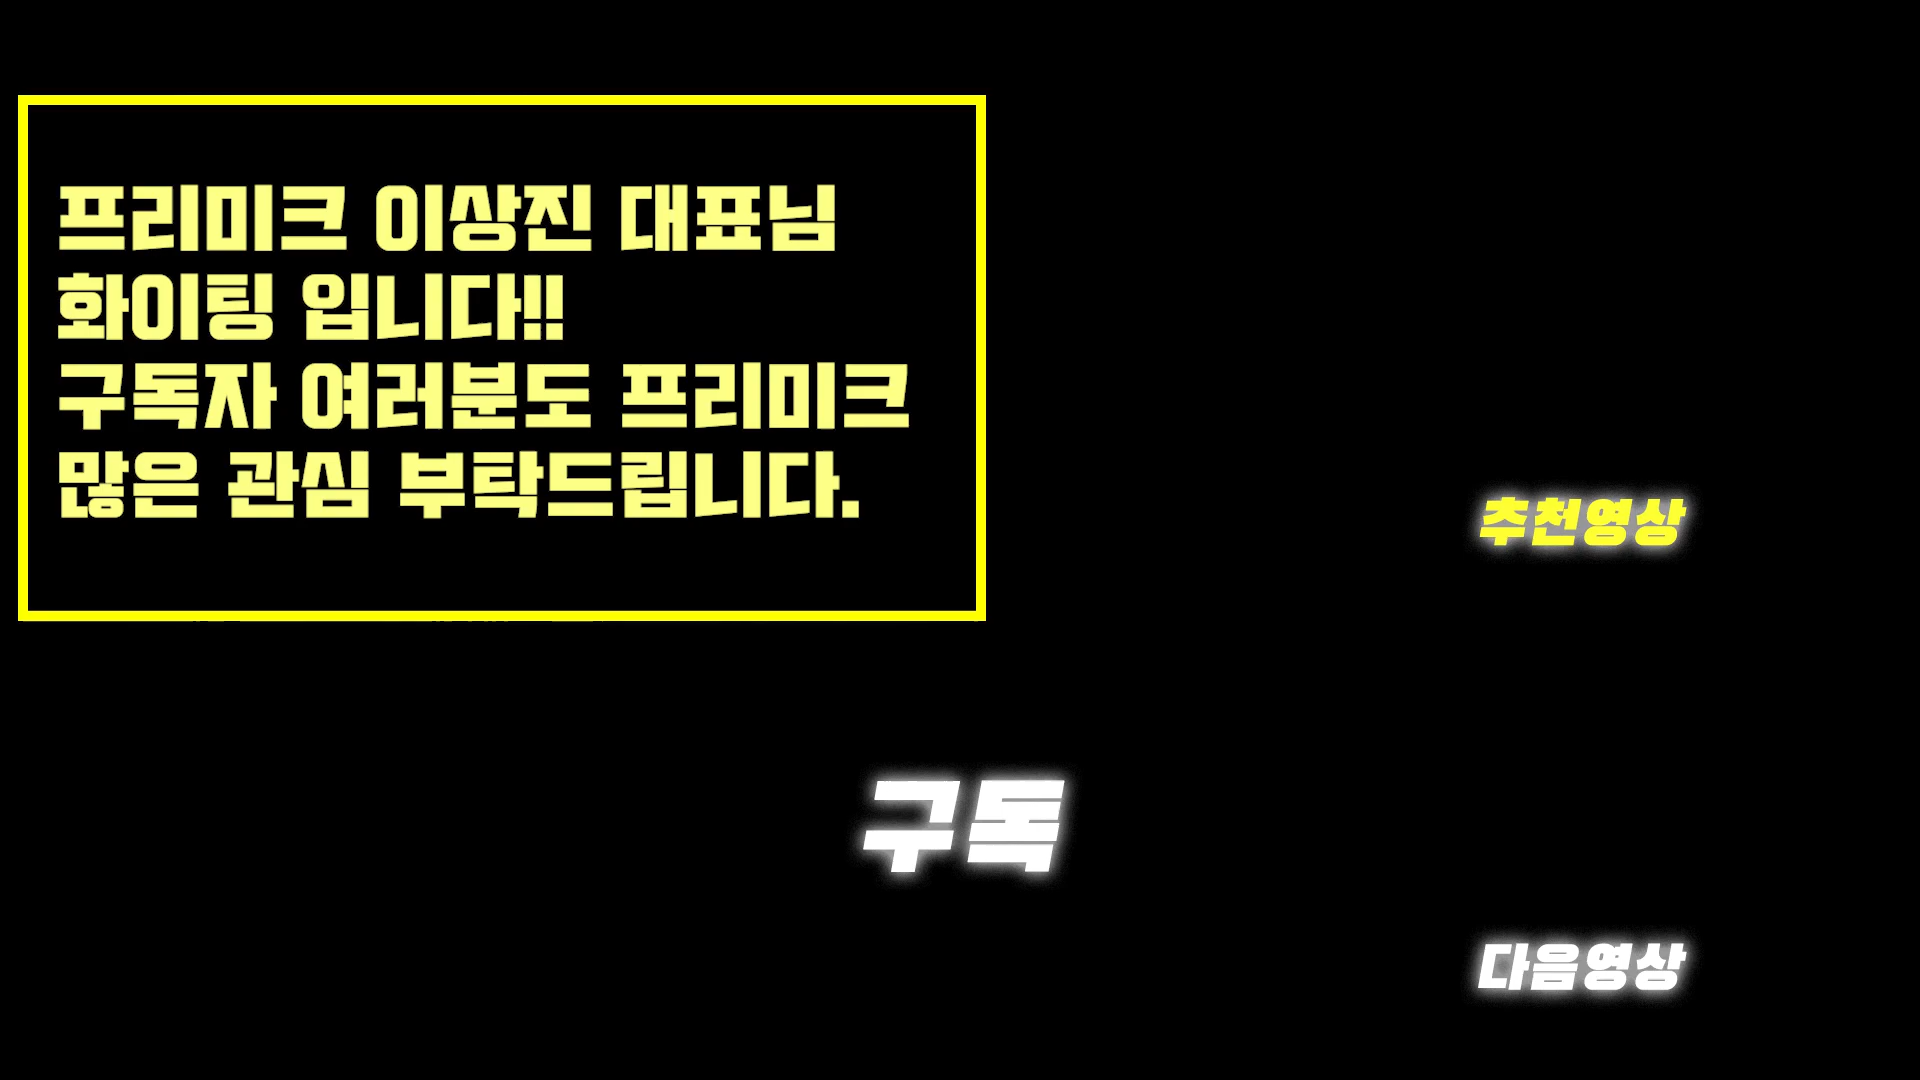 프리미크 이상진 대표님
화이팅 입니다!!
구독자 여러분도 프리미크
많은 관심 부탁드립니다.
추천영상
구독
다음영상